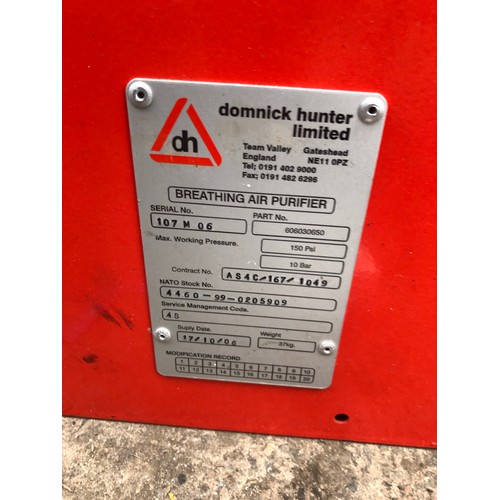 dh
domnick hunter
limited
Team Valley Gateshead
England NE11 0PZ
Tel; 0191 402 9000
Fax; 0191 482 6296
BREATHING AIR PURIFIER
SERIAL No. PART No.
107 M 06 606030650
Max. Working Pressure. 150 Psi
10 Bar
Contract No. AS4C/167/1049
NATO Stock No.
4460-99-0205909
Service Management Code.
4S
Suply Date. Weight
17/10/06 37kg.
MODIFICATION RECORD
1 2 3 4 5 6 7 8 9 10
11 12 13 14 15 16 17 18 19 20